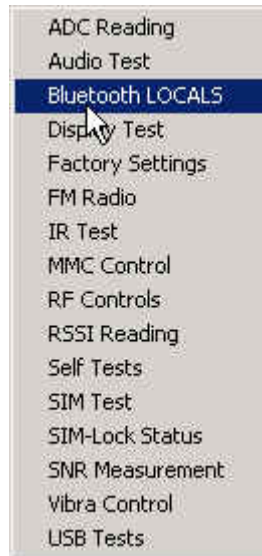 ADC Reading
Audio Test
Bluetooth LOCALS
Display Test
Factory Settings
FM Radio
IR Test
MMC Control
RF Controls
RSSI Reading
Self Tests
SIM Test
SIM-Lock Status
SNR Measurement
Vibra Control
USB Tests